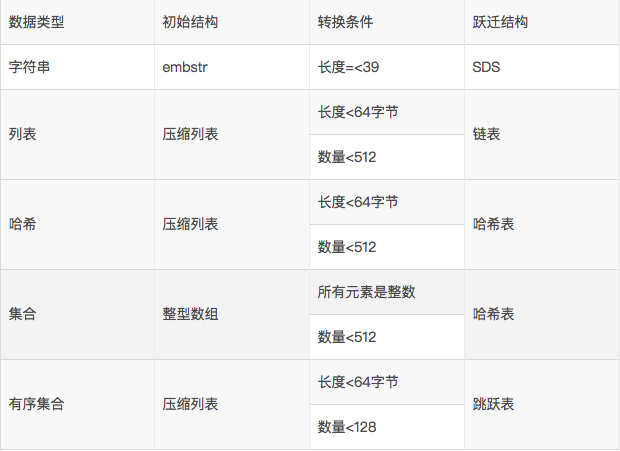 数据类型 初始结构 转换条件 跃迁结构
字符串 embstr 长度=<39 SDS
列表 压缩列表 长度<64字节 链表
数量<512
哈希 压缩列表 长度<64字节 哈希表
数量<512
集合 整型数组 所有元素是整数 哈希表
数量<512
有序集合 压缩列表 长度<64字节 跳跃表
数量<128